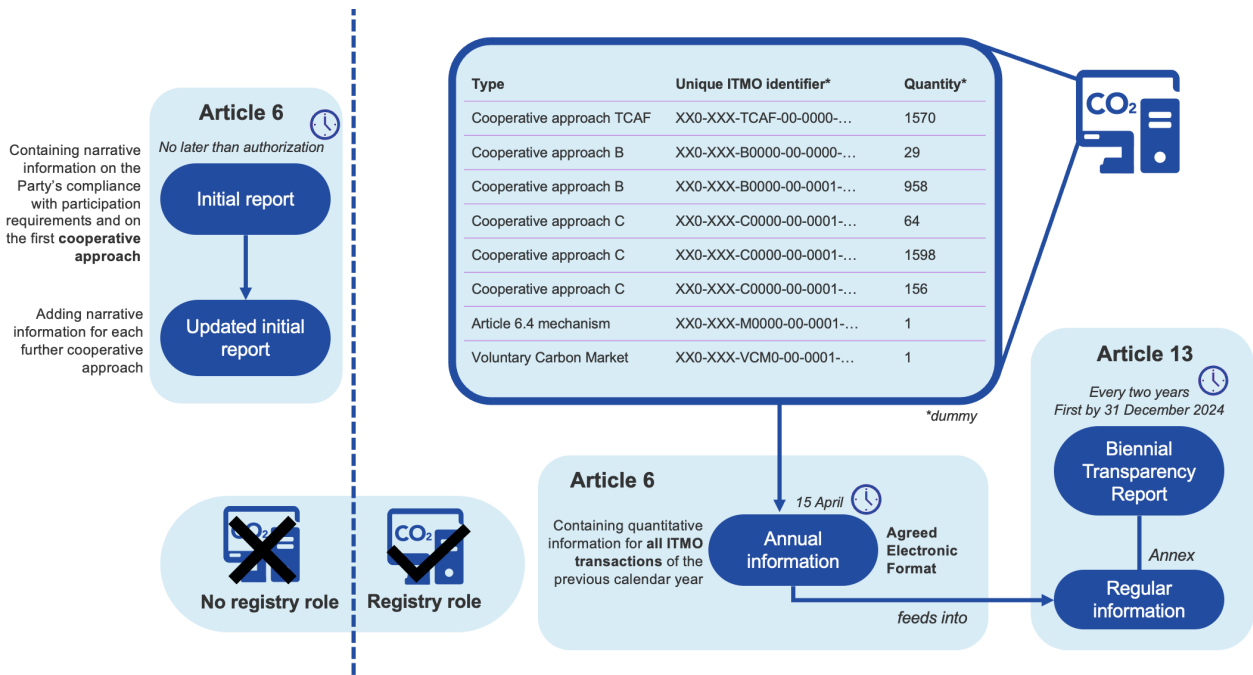 Article 6
No later than authorization
Containing narrative
information on the
Party's compliance
with participation
requirements and on
the first cooperative
approach
Initial report
Adding narrative
information for each
further cooperative
approach
Updated initial
report
CO₂
No registry role
CO₂
Registry role
Type Unique ITMO identifier* Quantity*
Cooperative approach TCAF XX0-XXX-TCAF-00-0000-… 1570
Cooperative approach B XX0-XXX-B0000-00-0000-… 29
Cooperative approach B XX0-XXX-B0000-00-0001-… 958
Cooperative approach C XX0-XXX-C0000-00-0001-… 64
Cooperative approach C XX0-XXX-C0000-00-0001-… 1598
Cooperative approach C XX0-XXX-C0000-00-0001-… 156
Article 6.4 mechanism XX0-XXX-M0000-00-0001-… 1
Voluntary Carbon Market XX0-XXX-VCM0-00-0001-… 1
*dummy
CO₂
Article 6
15 April
Containing quantitative
information for all ITMO
transactions of the
previous calendar year
Annual
information
Agreed
Electronic
Format
feeds into
Article 13
Every two years
First by 31 December 2024
Biennial
Transparency
Report
Annex
Regular
information